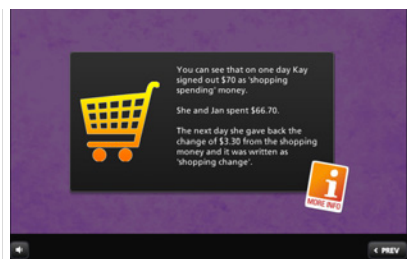 You can see that on one day Kay
signed out $70 as 'shopping
spending' money.
She and Jan spent $66.70.
The next day she gave back the
change of $3.30 from the shopping
money and it was written as
'shopping change'.
i
MORE INFO
< PREV